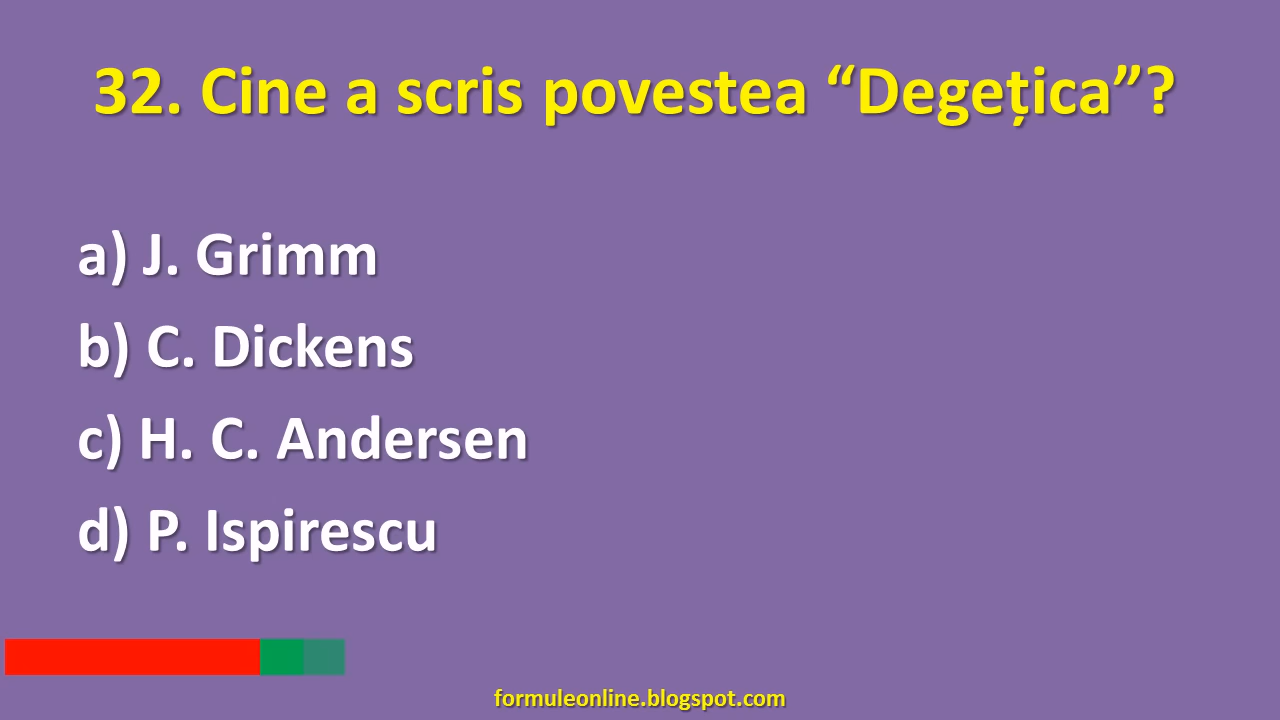 32. Cine a scris povestea “Degețica”?
a) J. Grimm
b) C. Dickens
c) H. C. Andersen
d) P. Ispirescu
formuleonline.blogspot.com